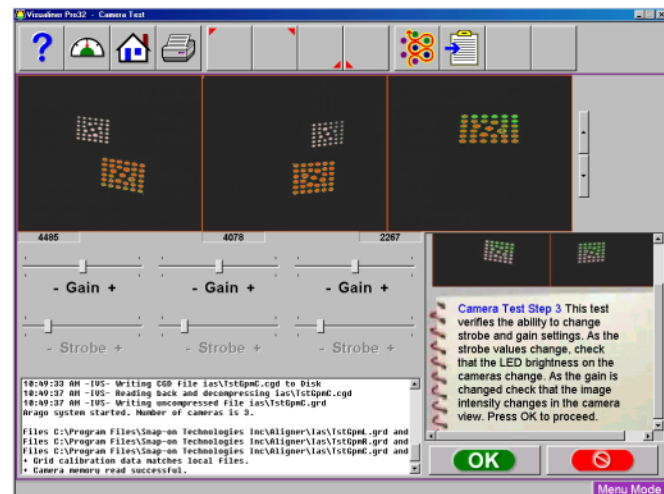 Visualiner Pro32 - Camera Test
?
4485 4078 2267
- Gain + - Gain + - Gain +
- Strobe + - Strobe + - Strobe +
10:49:33 AM -IVS- Writing CGD file ias\TstGpmC.cgd to Disk
10:49:37 AM -IVS- Reading back and decompressing ias\TstGpmC.cgd
10:49:37 AM -IVS- Writing uncompressed file ias\TstGpmC.grd
Arago system started. Number of cameras is 3.
Files C:\Program Files\Snap-on Technologies Inc\Aligner\Ias\TstGpmL.grd and
Files C:\Program Files\Snap-on Technologies Inc\Aligner\Ias\TstGpmR.grd and
Files C:\Program Files\Snap-on Technologies Inc\Aligner\Ias\TstGpmC.grd and
+ Grid calibration data matches local files.
+ Camera memory read successful.
Camera Test Step 3 This test
verifies the ability to change
strobe and gain settings. As the
strobe values change, check
that the LED brightness on the
cameras change. As the gain is
changed check that the image
intensity changes in the camera
view. Press OK to proceed.
OK
Menu Mode